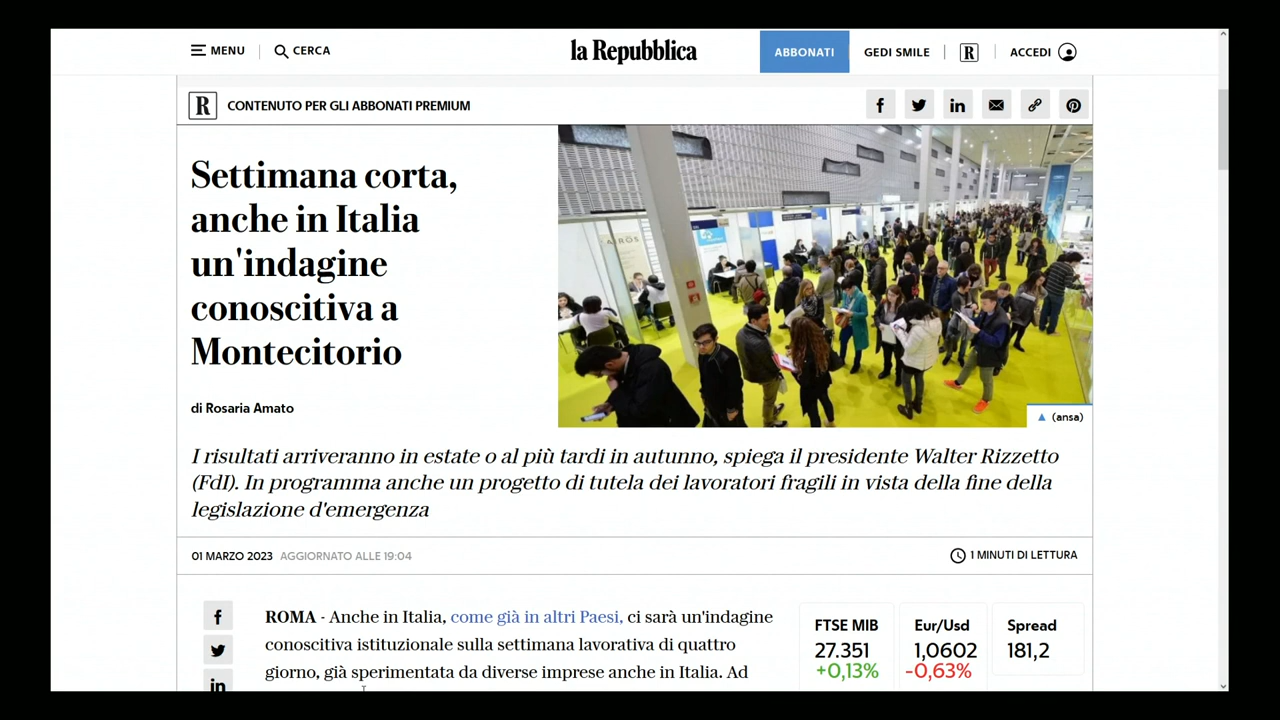 MENU
CERCA
la Repubblica
ABBONATI
GEDI SMILE
R
ACCEDI
R
CONTENUTO PER GLI ABBONATI PREMIUM
Settimana corta,
anche in Italia
un'indagine
conoscitiva a
Montecitorio
di Rosaria Amato
(ansa)
I risultati arriveranno in estate o al più tardi in autunno, spiega il presidente Walter Rizzetto
(FdI). In programma anche un progetto di tutela dei lavoratori fragili in vista della fine della
legislazione d'emergenza
01 MARZO 2023 AGGIORNATO ALLE 19:04
1 MINUTI DI LETTURA
ROMA - Anche in Italia, come già in altri Paesi, ci sarà un'indagine
conoscitiva istituzionale sulla settimana lavorativa di quattro
giorno, già sperimentata da diverse imprese anche in Italia. Ad
FTSE MIB
27.351
+0,13%
Eur/Usd
1,0602
-0,63%
Spread
181,2